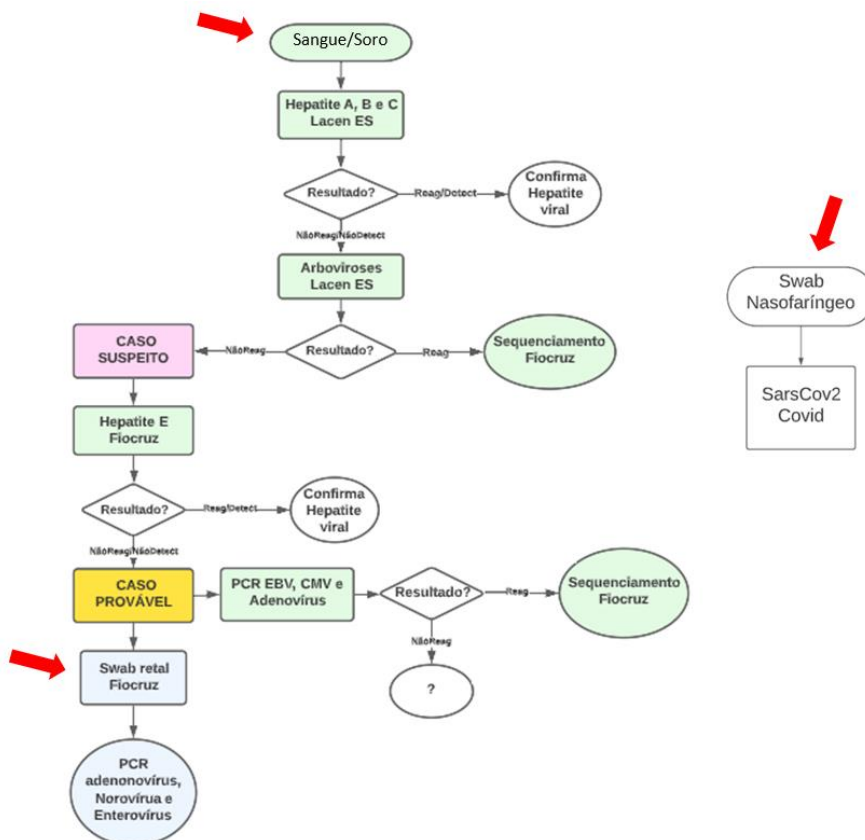 Sangue/Soro
Hepatite A, B e C
Lacen ES
Resultado?
Reag/Detect
Confirma
Hepatite
viral
NãoReag/NãoDetect
Arboviroses
Lacen ES
Swab
Nasofaríngeo
CASO
SUSPEITO
NãoReag
Resultado?
Reag
Sequenciamento
Fiocruz
SarsCov2
Covid
Hepatite E
Fiocruz
Resultado?
Reag/Detect
Confirma
Hepatite
viral
NãoReag/NãoDetect
CASO
PROVÁVEL
PCR EBV, CMV e
Adenovírus
Resultado?
Reag
Sequenciamento
Fiocruz
NãoReag
Swab retal
Fiocruz
?
PCR
adenonovírus,
Norovírua e
Enterovírus